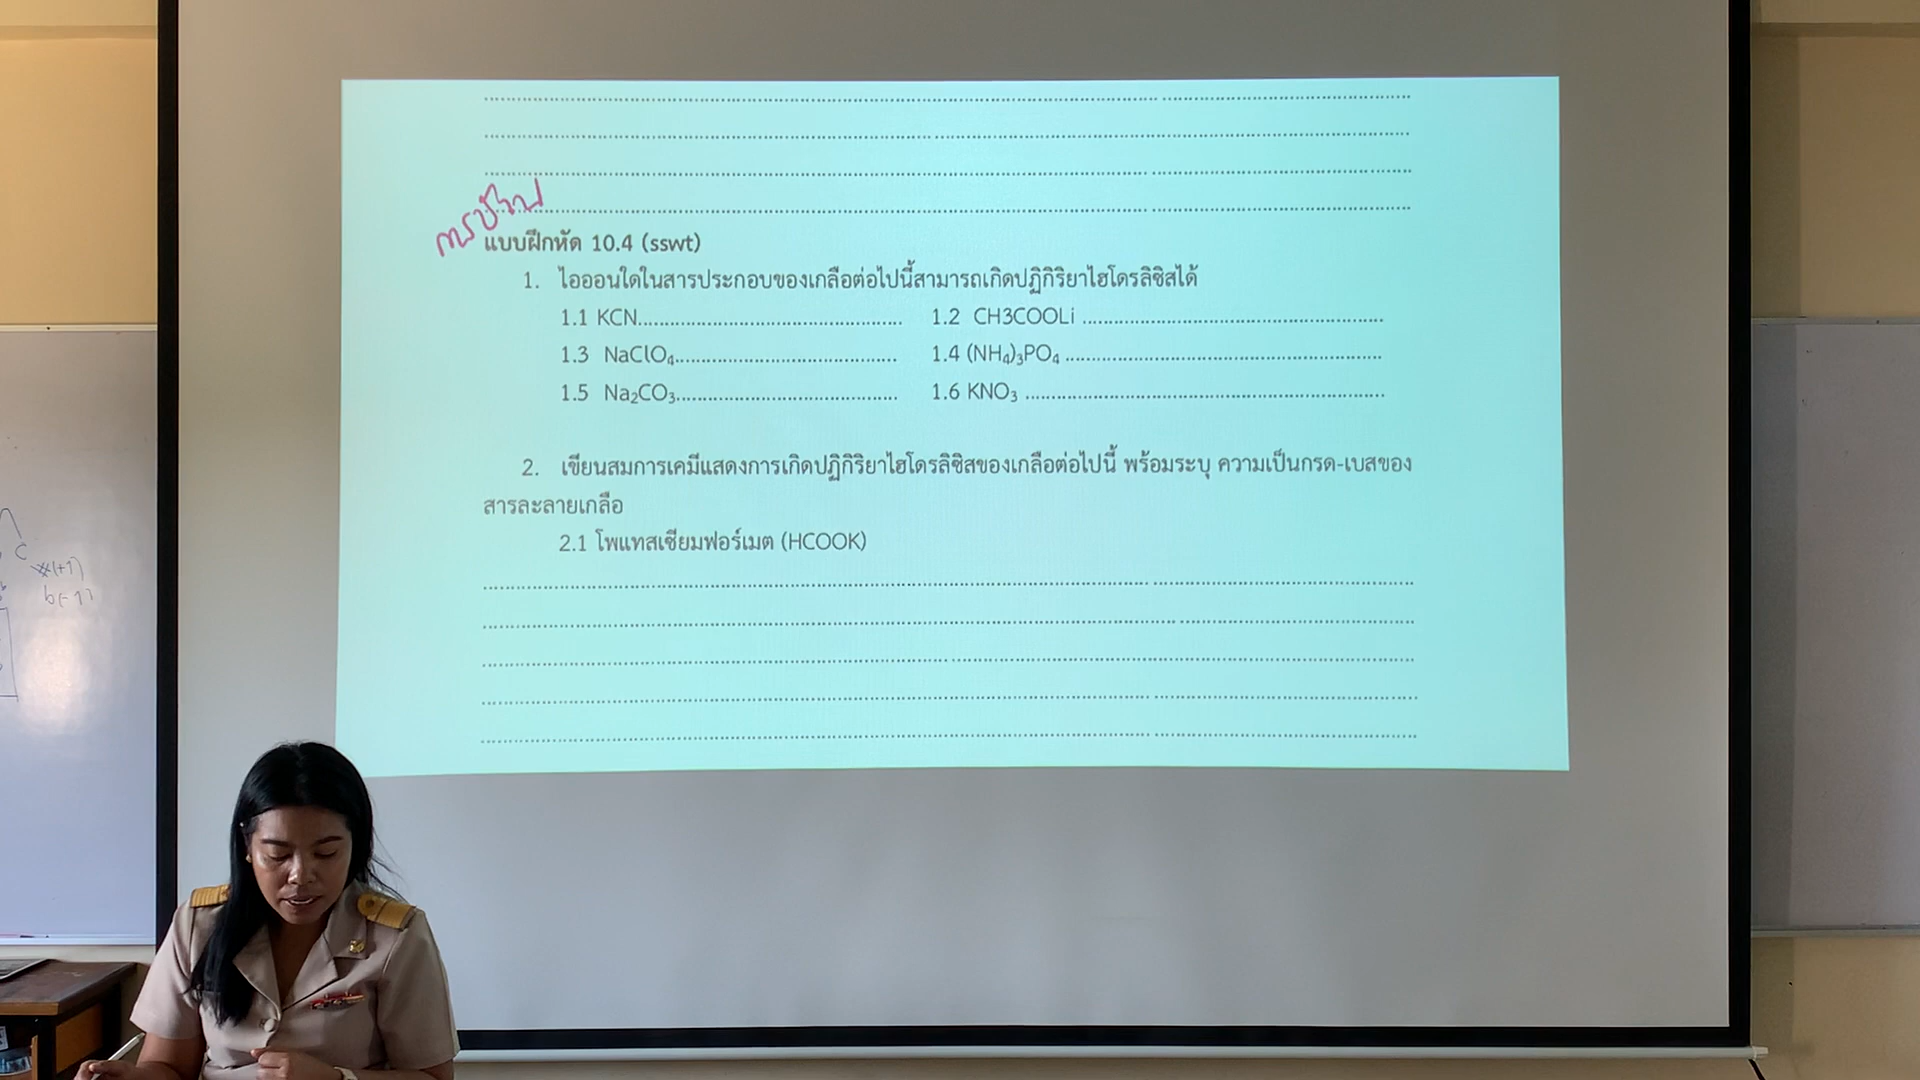 การบ้าน
แบบฝึกหัด 10.4 (sswt)
1. ไอออนใดในสารประกอบของเกลือต่อไปนี้สามารถเกิดปฏิกิริยาไฮโดรลิซิสได้
1.1 KCN............................ 1.2 CH3COOLi ............................
1.3 NaClO₄............................ 1.4 (NH₄)₃PO₄ ............................
1.5 Na₂CO₃............................ 1.6 KNO₃ ............................
2. เขียนสมการเคมีแสดงการเกิดปฏิกิริยาไฮโดรลิซิสของเกลือต่อไปนี้ พร้อมระบุ ความเป็นกรด-เบสของ
สารละลายเกลือ
2.1 โพแทสเซียมฟอร์เมต (HCOOK)
C
(+1)
b(-1)